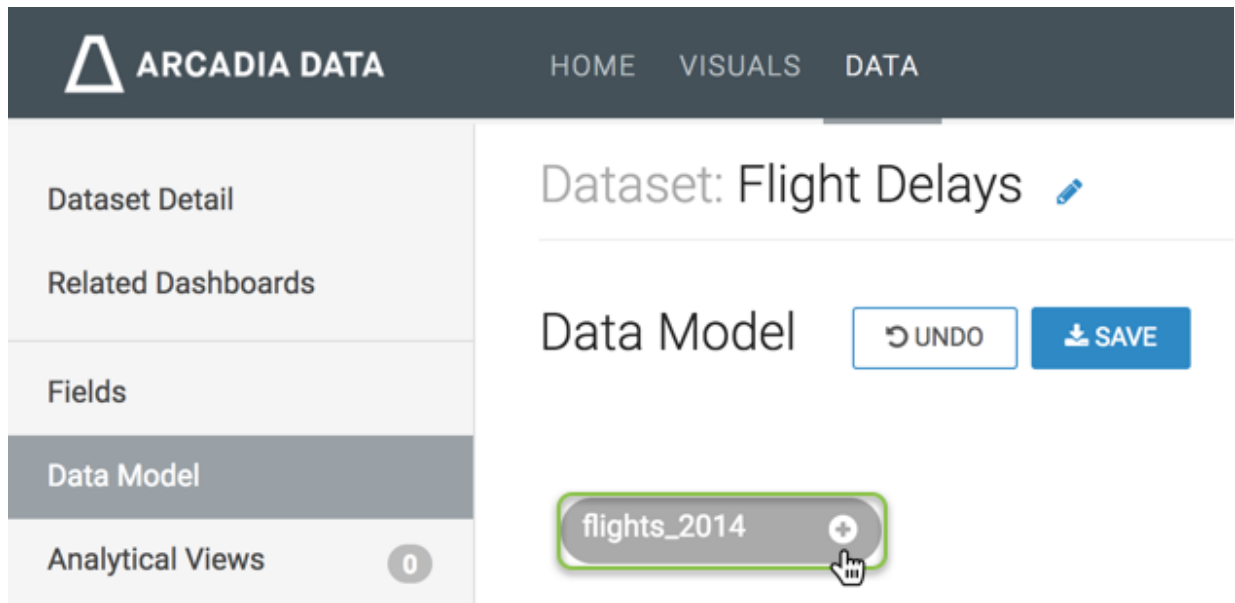 ARCADIA DATA
HOME VISUALS DATA
Dataset Detail
Related Dashboards
Fields
Data Model
Analytical Views 0
Dataset: Flight Delays
Data Model UNDO SAVE
flights_2014